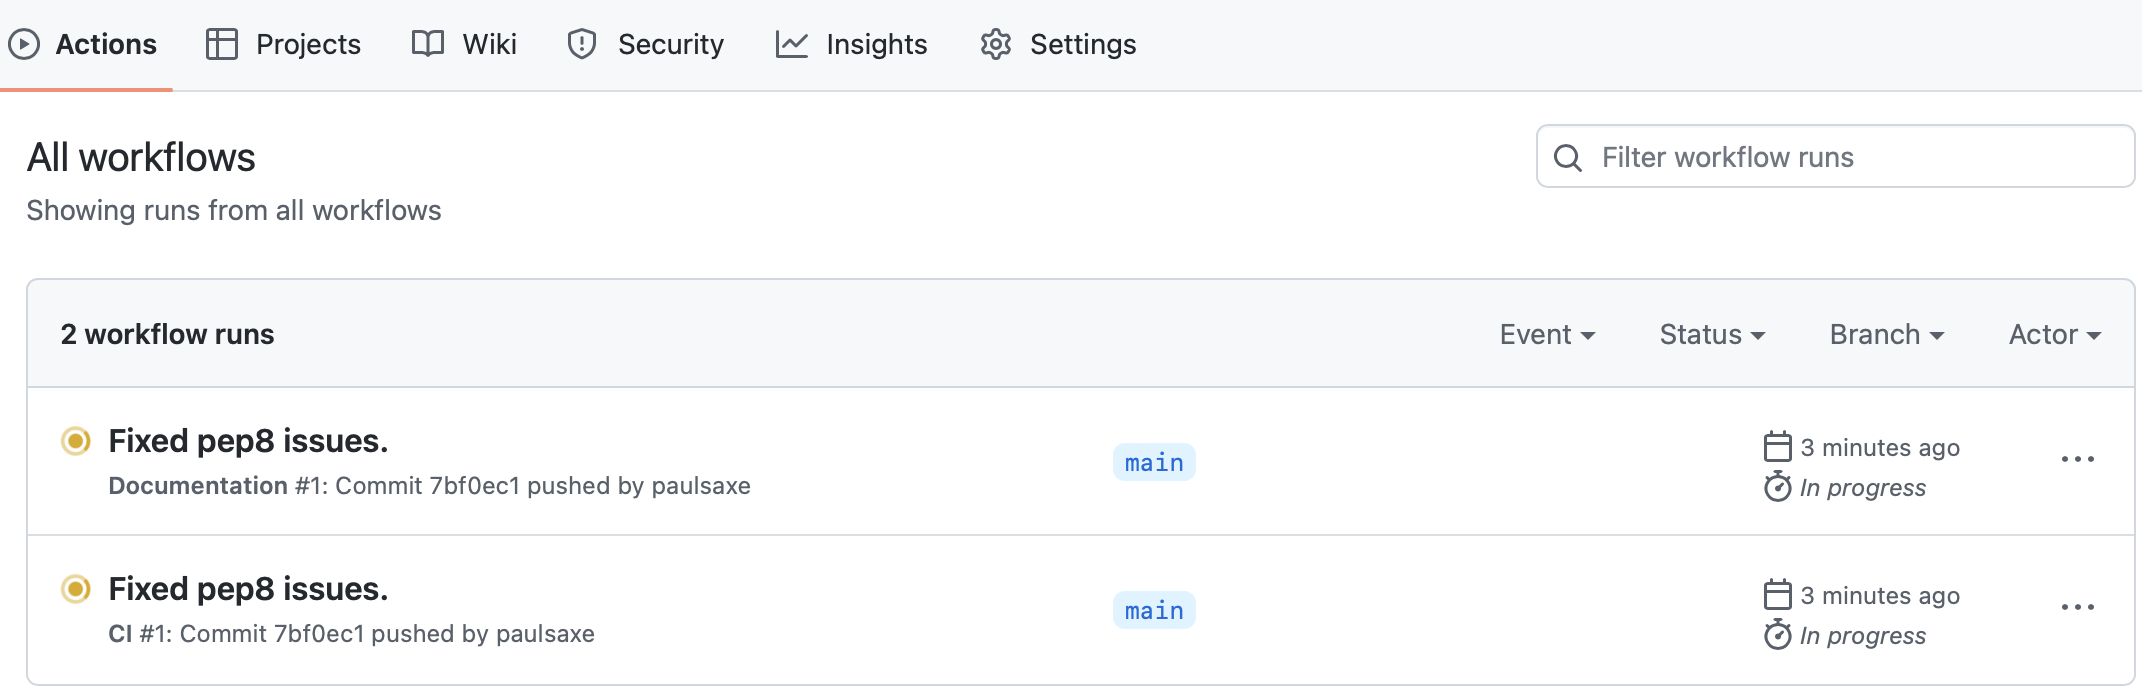 Actions Projects Wiki Security Insights Settings
All workflows
Filter workflow runs
Showing runs from all workflows
2 workflow runs Event Status Branch Actor
Fixed pep8 issues.
Documentation #1: Commit 7bf0ec1 pushed by paulsaxe
main
3 minutes ago
In progress
Fixed pep8 issues.
CI #1: Commit 7bf0ec1 pushed by paulsaxe
main
3 minutes ago
In progress